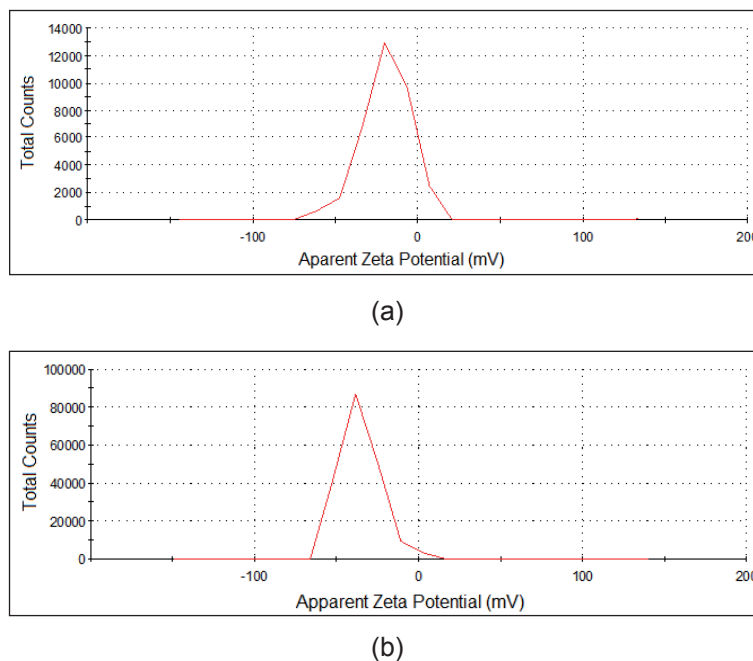 14000
12000
10000
8000
6000
4000
2000
0
Total Counts
-100 0 100 200
Aparent Zeta Potential (mV)
(a)
100000
80000
60000
40000
20000
0
Total Counts
-100 0 100 200
Apparent Zeta Potential (mV)
(b)